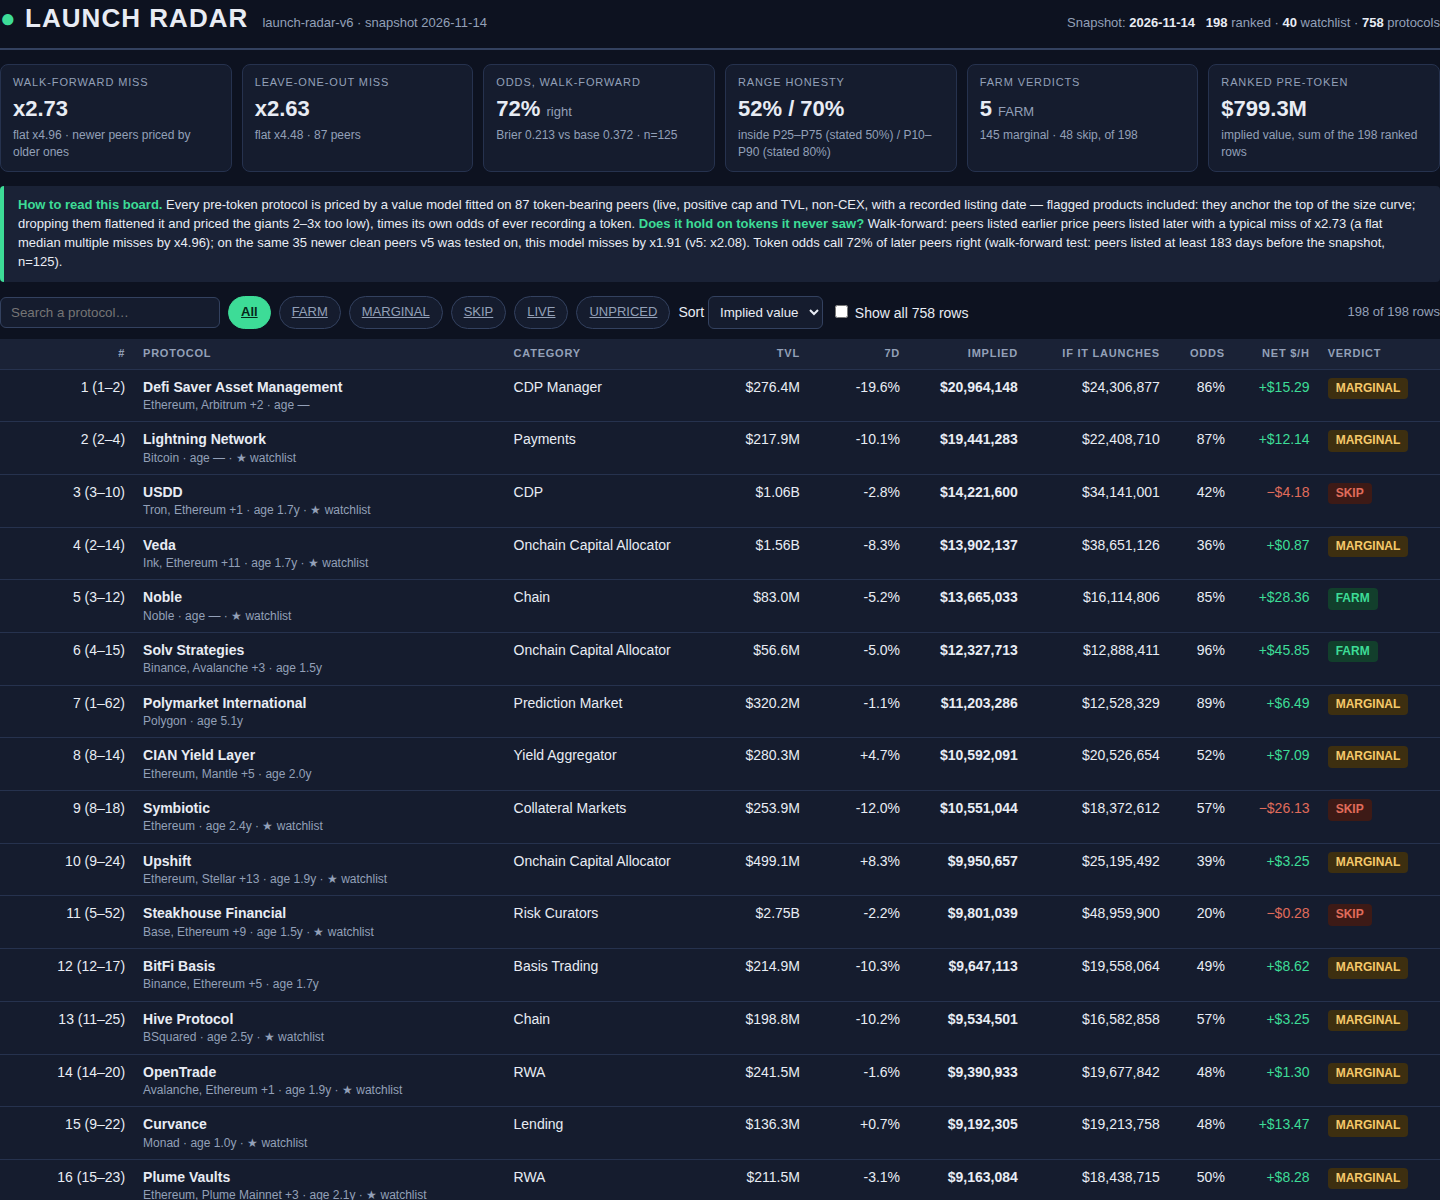 LAUNCH RADAR launch-radar-v6 · snapshot 2026-11-14 Snapshot: 2026-11-14 198 ranked · 40 watchlist · 758 protocols
WALK-FORWARD MISS
x2.73
flat x4.96 · newer peers priced by
older ones
LEAVE-ONE-OUT MISS
x2.63
flat x4.48 · 87 peers
ODDS, WALK-FORWARD
72% right
Brier 0.213 vs base 0.372 · n=125
RANGE HONESTY
52% / 70%
inside P25–P75 (stated 50%) / P10–
P90 (stated 80%)
FARM VERDICTS
5 FARM
145 marginal · 48 skip, of 198
RANKED PRE-TOKEN
$799.3M
implied value, sum of the 198 ranked
rows
How to read this board. Every pre-token protocol is priced by a value model fitted on 87 token-bearing peers (live, positive cap and TVL, non-CEX, with a recorded listing date — flagged products included: they anchor the top of the size curve;
dropping them flattened it and priced the giants 2–3x too low), times its own odds of ever recording a token. Does it hold on tokens it never saw? Walk-forward: peers listed earlier price peers listed later with a typical miss of x2.73 (a flat
median multiple misses by x4.96); on the same 35 newer clean peers v5 was tested on, this model misses by x1.91 (v5: x2.08). Token odds call 72% of later peers right (walk-forward test: peers listed at least 183 days before the snapshot,
n=125).
Search a protocol… All FARM MARGINAL SKIP LIVE UNPRICED Sort Implied value Show all 758 rows 198 of 198 rows
# PROTOCOL CATEGORY TVL 7D IMPLIED IF IT LAUNCHES ODDS NET $/H VERDICT
1 (1–2) Defi Saver Asset Management CDP Manager $276.4M -19.6% $20,964,148 $24,306,877 86% +$15.29 MARGINAL
Ethereum, Arbitrum +2 · age —
2 (2–4) Lightning Network Payments $217.9M -10.1% $19,441,283 $22,408,710 87% +$12.14 MARGINAL
Bitcoin · age — · ★ watchlist
3 (3–10) USDD CDP $1.06B -2.8% $14,221,600 $34,141,001 42% −$4.18 SKIP
Tron, Ethereum +1 · age 1.7y · ★ watchlist
4 (2–14) Veda Onchain Capital Allocator $1.56B -8.3% $13,902,137 $38,651,126 36% +$0.87 MARGINAL
Ink, Ethereum +11 · age 1.7y · ★ watchlist
5 (3–12) Noble Chain $83.0M -5.2% $13,665,033 $16,114,806 85% +$28.36 FARM
Noble · age — · ★ watchlist
6 (4–15) Solv Strategies Onchain Capital Allocator $56.6M -5.0% $12,327,713 $12,888,411 96% +$45.85 FARM
Binance, Avalanche +3 · age 1.5y
7 (1–62) Polymarket International Prediction Market $320.2M -1.1% $11,203,286 $12,528,329 89% +$6.49 MARGINAL
Polygon · age 5.1y
8 (8–14) CIAN Yield Layer Yield Aggregator $280.3M +4.7% $10,592,091 $20,526,654 52% +$7.09 MARGINAL
Ethereum, Mantle +5 · age 2.0y
9 (8–18) Symbiotic Collateral Markets $253.9M -12.0% $10,551,044 $18,372,612 57% −$26.13 SKIP
Ethereum · age 2.4y · ★ watchlist
10 (9–24) Upshift Onchain Capital Allocator $499.1M +8.3% $9,950,657 $25,195,492 39% +$3.25 MARGINAL
Ethereum, Stellar +13 · age 1.9y · ★ watchlist
11 (5–52) Steakhouse Financial Risk Curators $2.75B -2.2% $9,801,039 $48,959,900 20% −$0.28 SKIP
Base, Ethereum +9 · age 1.5y · ★ watchlist
12 (12–17) BitFi Basis Basis Trading $214.9M -10.3% $9,647,113 $19,558,064 49% +$8.62 MARGINAL
Binance, Ethereum +5 · age 1.7y
13 (11–25) Hive Protocol Chain $198.8M -10.2% $9,534,501 $16,582,858 57% +$3.25 MARGINAL
BSquared · age 2.5y · ★ watchlist
14 (14–20) OpenTrade RWA $241.5M -1.6% $9,390,933 $19,677,842 48% +$1.30 MARGINAL
Avalanche, Ethereum +1 · age 1.9y · ★ watchlist
15 (9–22) Curvance Lending $136.3M +0.7% $9,192,305 $19,213,758 48% +$13.47 MARGINAL
Monad · age 1.0y · ★ watchlist
16 (15–23) Plume Vaults RWA $211.5M -3.1% $9,163,084 $18,438,715 50% +$8.28 MARGINAL
Ethereum, Plume Mainnet +3 · age 2.1y · ★ watchlist